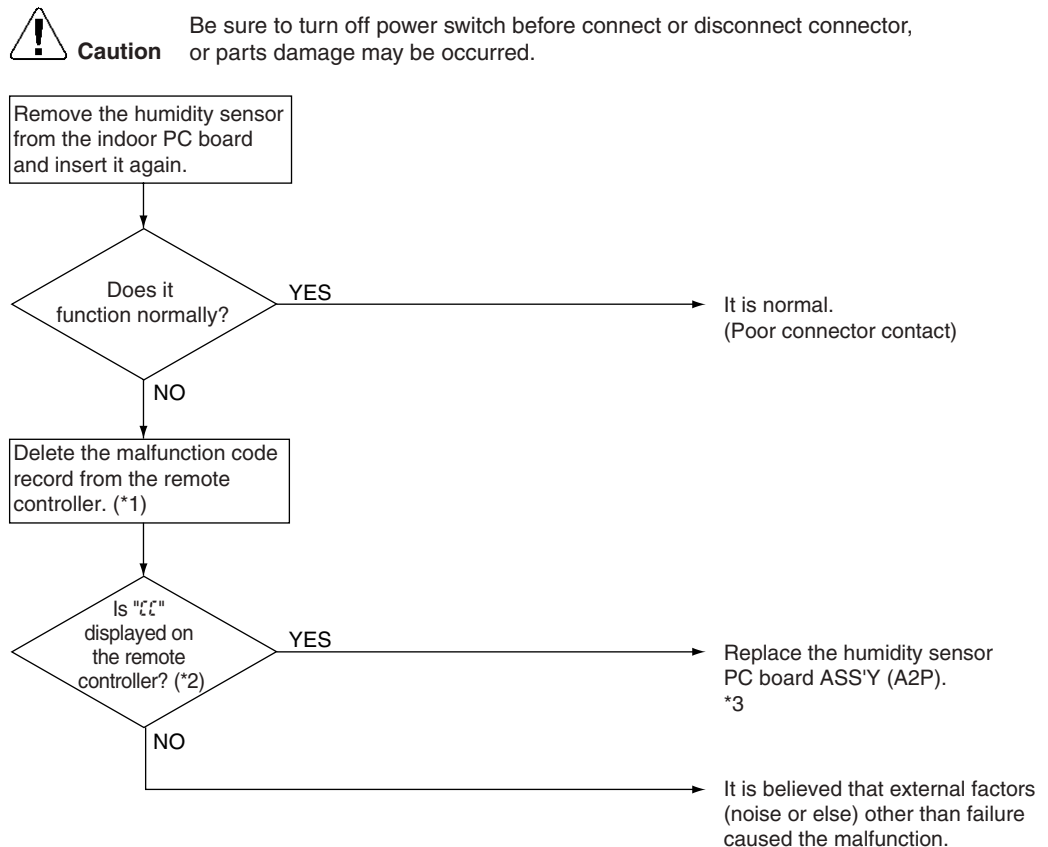 Be sure to turn off power switch before connect or disconnect connector,
Caution or parts damage may be occurred.
Remove the humidity sensor
from the indoor PC board
and insert it again.
Does it
function normally?
YES
It is normal.
(Poor connector contact)
NO
Delete the malfunction code
record from the remote
controller. (*1)
Is "CC"
displayed on
the remote
controller? (*2)
YES
Replace the humidity sensor
PC board ASS'Y (A2P).
*3
NO
It is believed that external factors
(noise or else) other than failure
caused the malfunction.